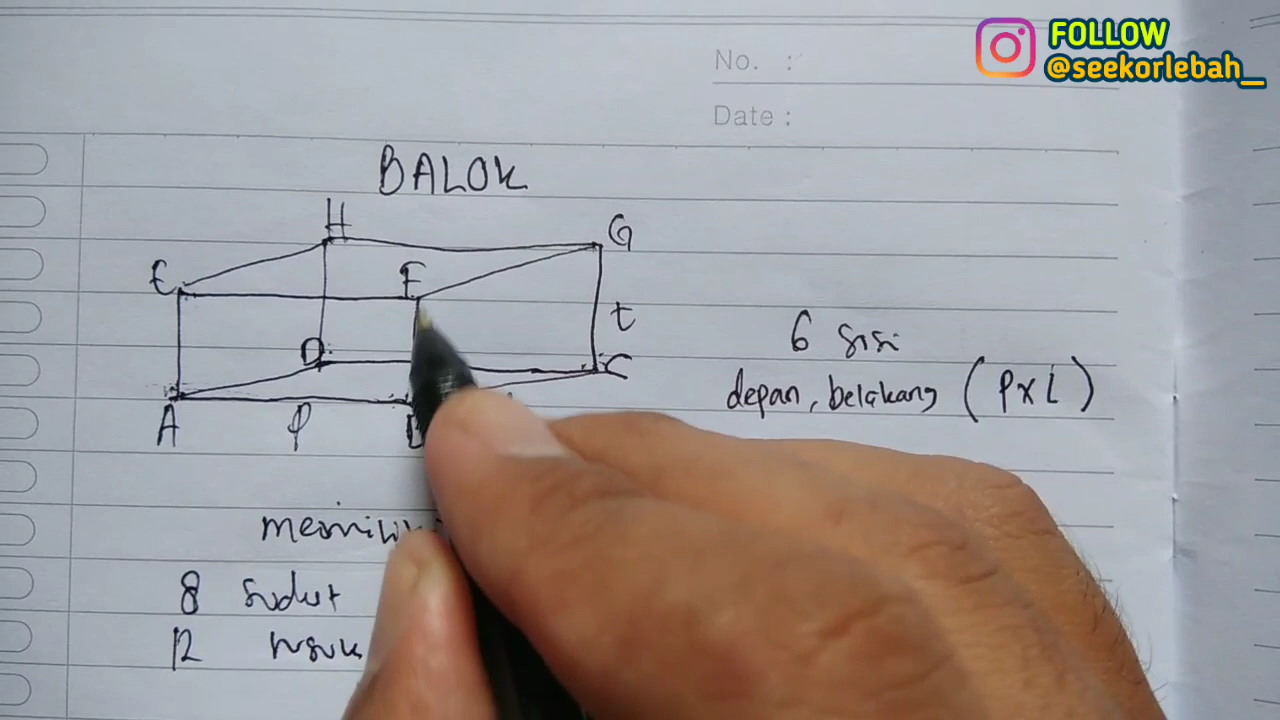 FOLLOW
@seekorlebah_
No. :
Date :
BALOK
H
G
E
F
t
D
C
A
P
6 sisi
depan, belakang (P x L)
8 sudut
12 rusuk